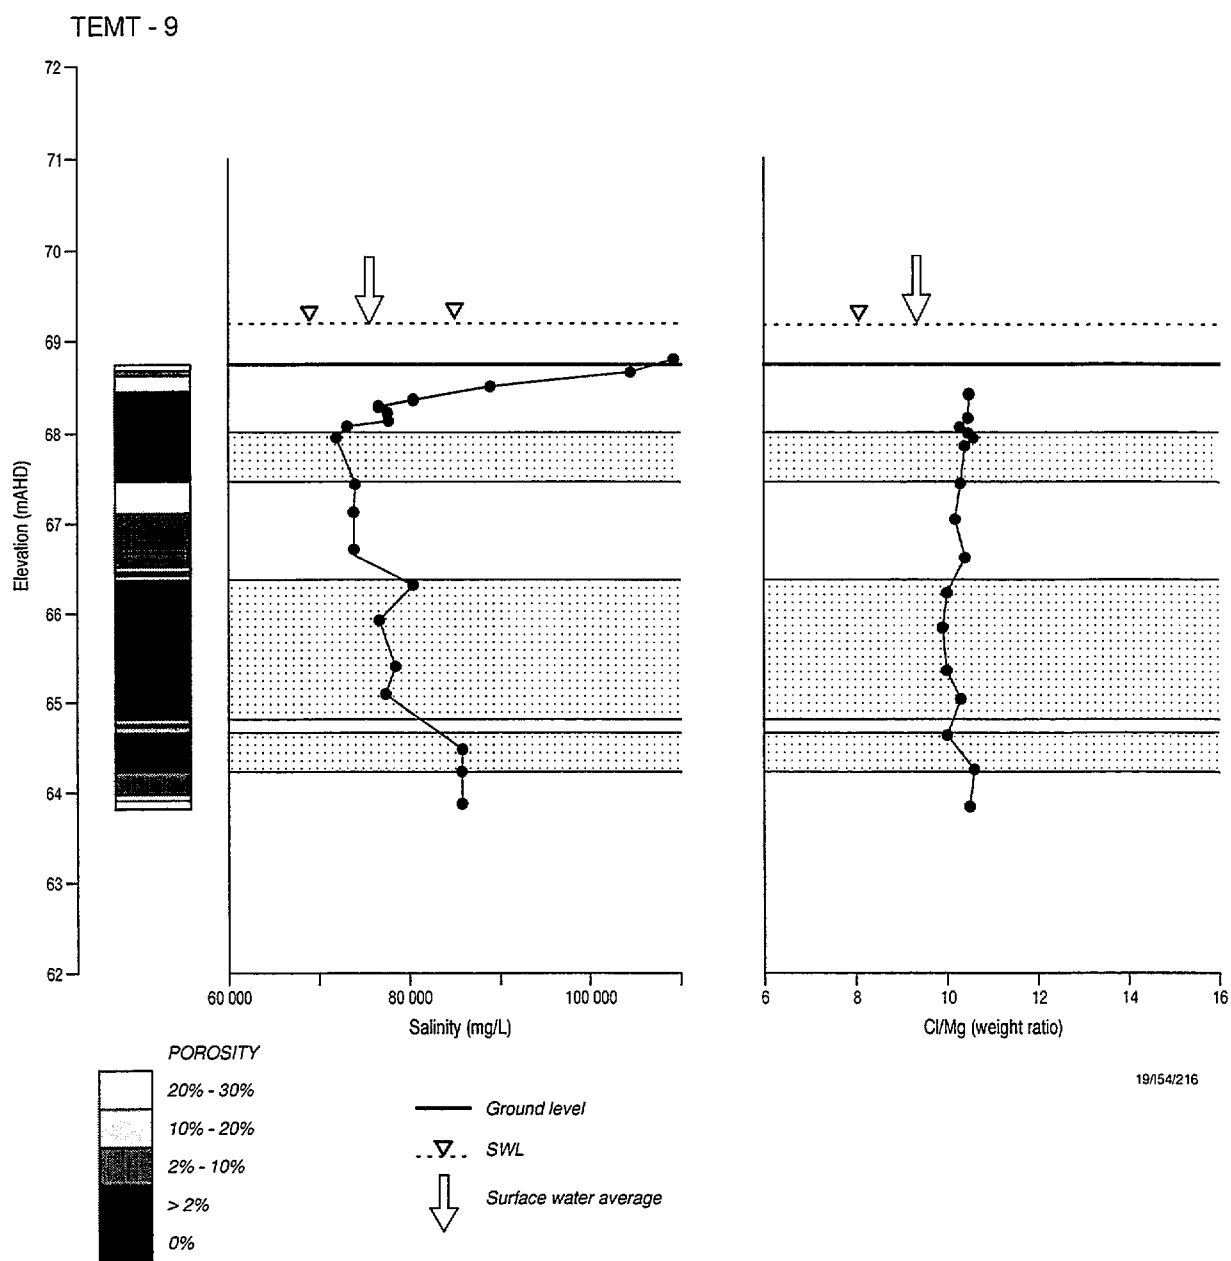 TEMT - 9
72
71
70
69
68
67
66
65
64
63
62
Elevation (mAHD)
60 000
80 000
100 000
Salinity (mg/L)
6
8
10
12
14
16
Cl/Mg (weight ratio)
POROSITY
20% - 30%
10% - 20%
2% - 10%
> 2%
0%
Ground level
SWL
Surface water average
19/I54/216